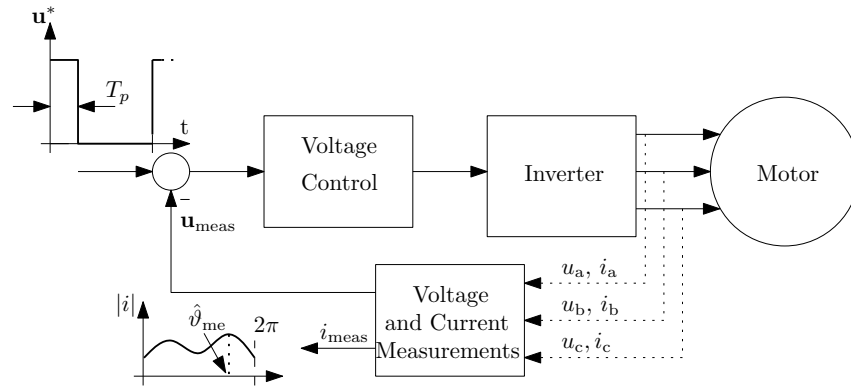 u*
T_p
t
Voltage
Control
Inverter
Motor
−
u_meas
u_a, i_a
u_b, i_b
u_c, i_c
Voltage
and Current
Measurements
i_meas
|i|
ϑ̂_me
2π